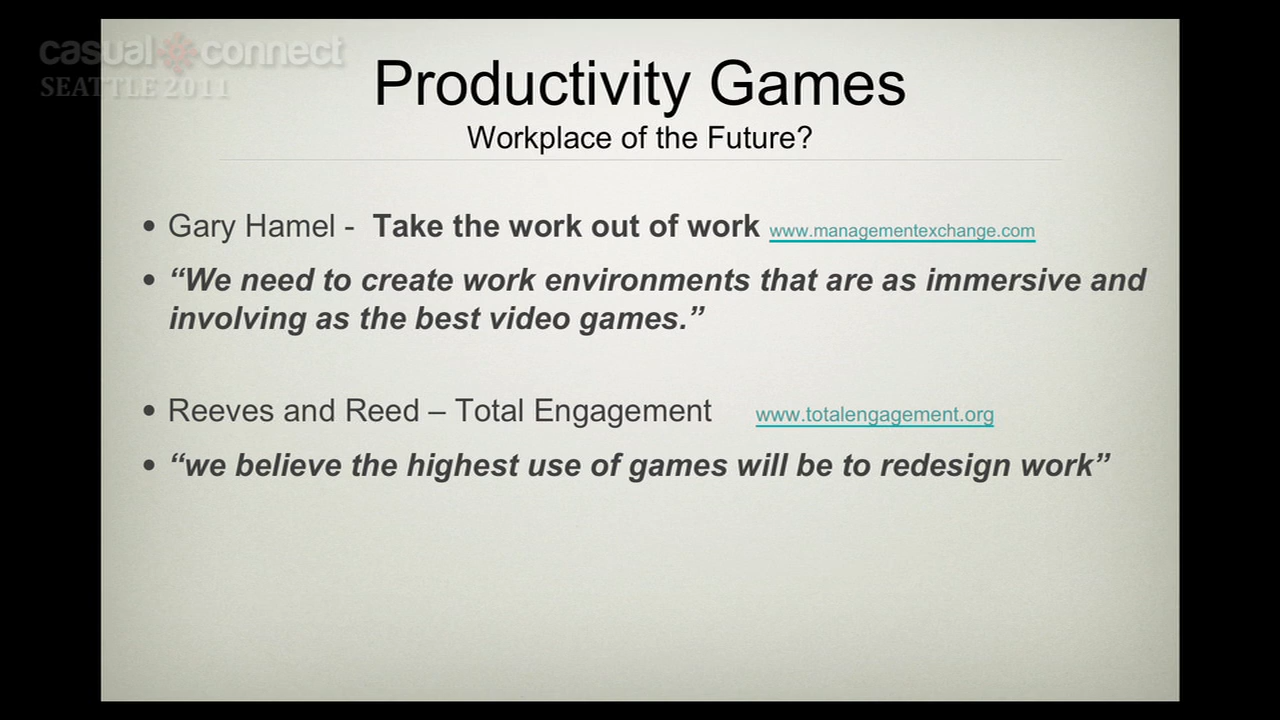 casual connect
SEATTLE 2011
Productivity Games
Workplace of the Future?
• Gary Hamel - Take the work out of work www.managementexchange.com
• “We need to create work environments that are as immersive and
involving as the best video games.”
• Reeves and Reed – Total Engagement www.totalengagement.org
• “we believe the highest use of games will be to redesign work”